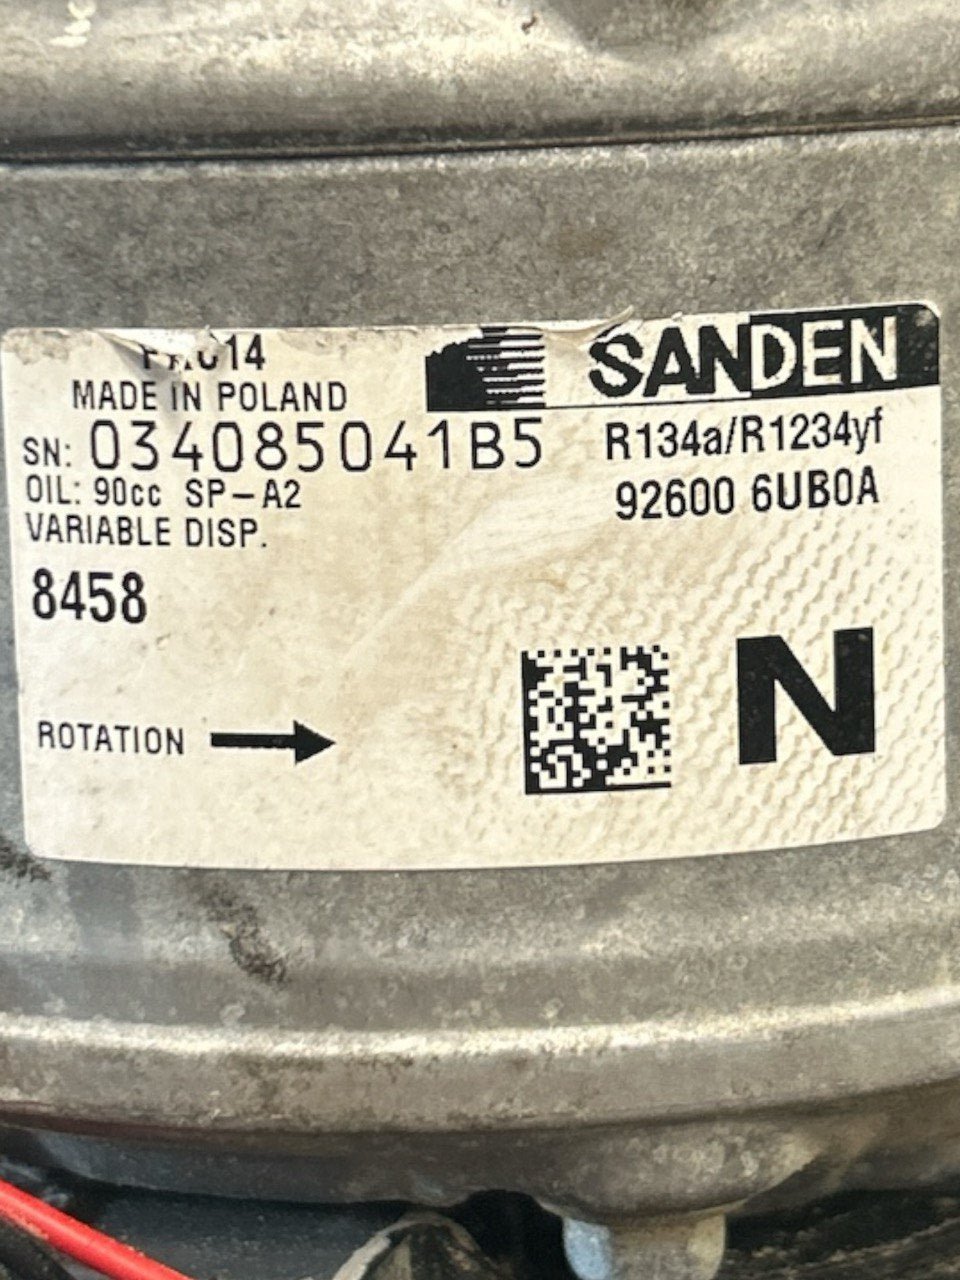 MADE IN POLAND
SN: 034085041B5
OIL: 90cc SP-A2
VARIABLE DISP.
8458
ROTATION
SANDEN
R134a/R1234yf
92600 6UB0A
N